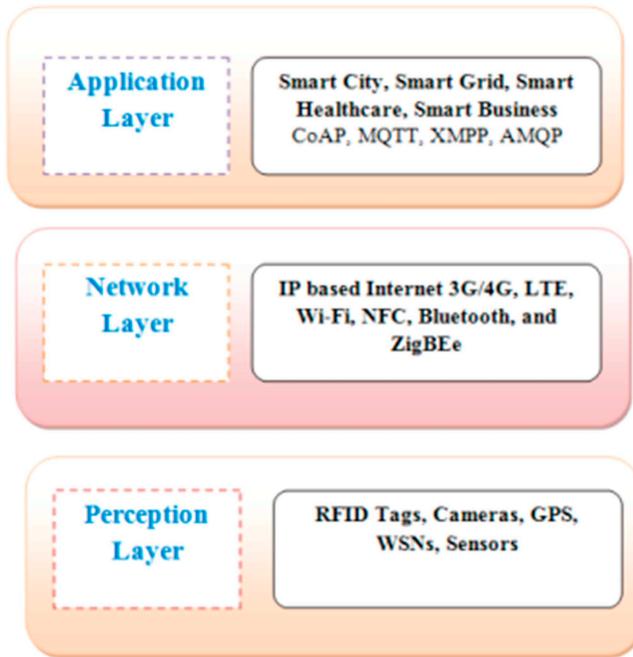 Application
Layer
Smart City, Smart Grid, Smart
Healthcare, Smart Business
CoAP, MQTT, XMPP, AMQP
Network
Layer
IP based Internet 3G/4G, LTE,
Wi-Fi, NFC, Bluetooth, and
ZigBEe
Perception
Layer
RFID Tags, Cameras, GPS,
WSNs, Sensors